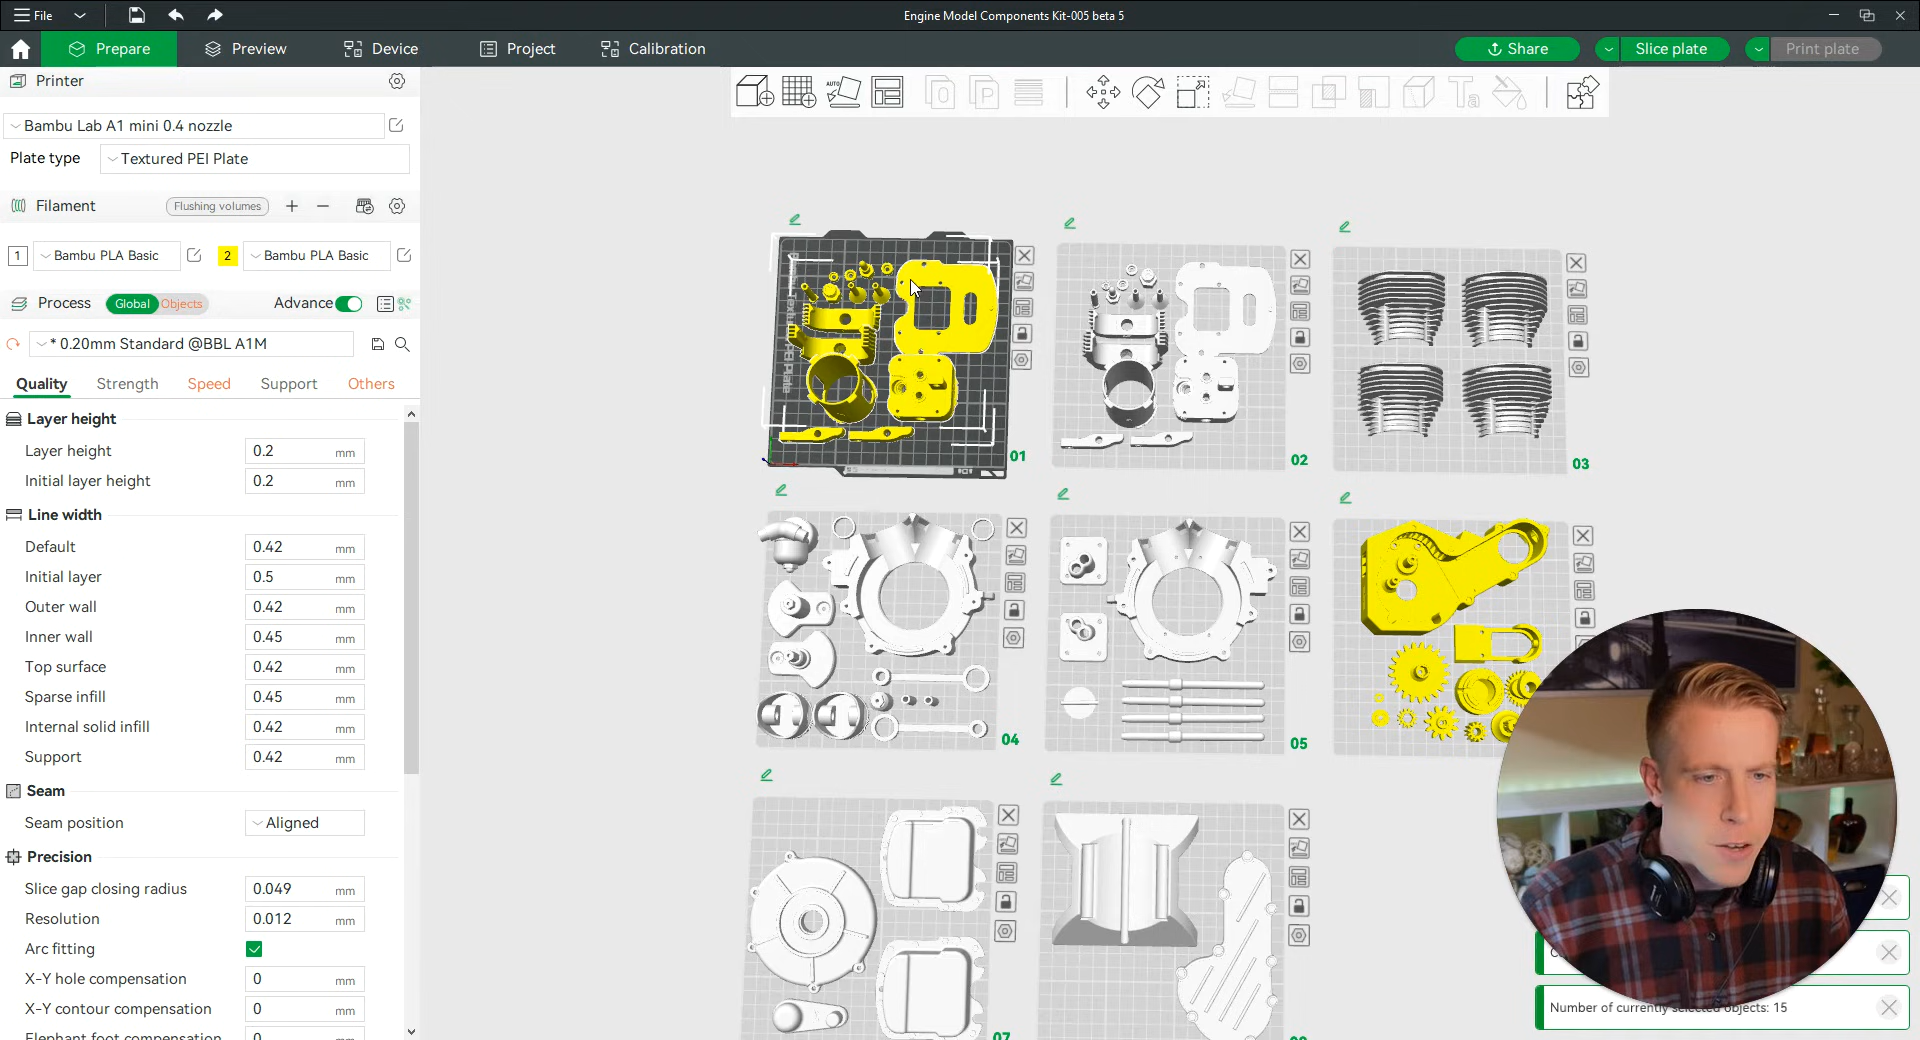 File
Engine Model Components Kit-005 beta 5
Prepare
Preview
Device
Project
Calibration
Share
Slice plate
Print plate
Printer
Bambu Lab A1 mini 0.4 nozzle
Plate type
Textured PEI Plate
Filament
Flushing volumes
1
Bambu PLA Basic
2
Bambu PLA Basic
Process
Global
Objects
Advance
* 0.20mm Standard @BBL A1M
Quality
Strength
Speed
Support
Others
Layer height
Layer height 0.2 mm
Initial layer height 0.2 mm
Line width
Default 0.42 mm
Initial layer 0.5 mm
Outer wall 0.42 mm
Inner wall 0.45 mm
Top surface 0.42 mm
Sparse infill 0.45 mm
Internal solid infill 0.42 mm
Support 0.42 mm
Seam
Seam position Aligned
Precision
Slice gap closing radius 0.049 mm
Resolution 0.012 mm
Arc fitting
X-Y hole compensation 0 mm
X-Y contour compensation 0 mm
Elephant foot compensation 0 mm
AUTO
O
P
Ta
01
02
03
04
05
07
Number of currently selected objects: 15